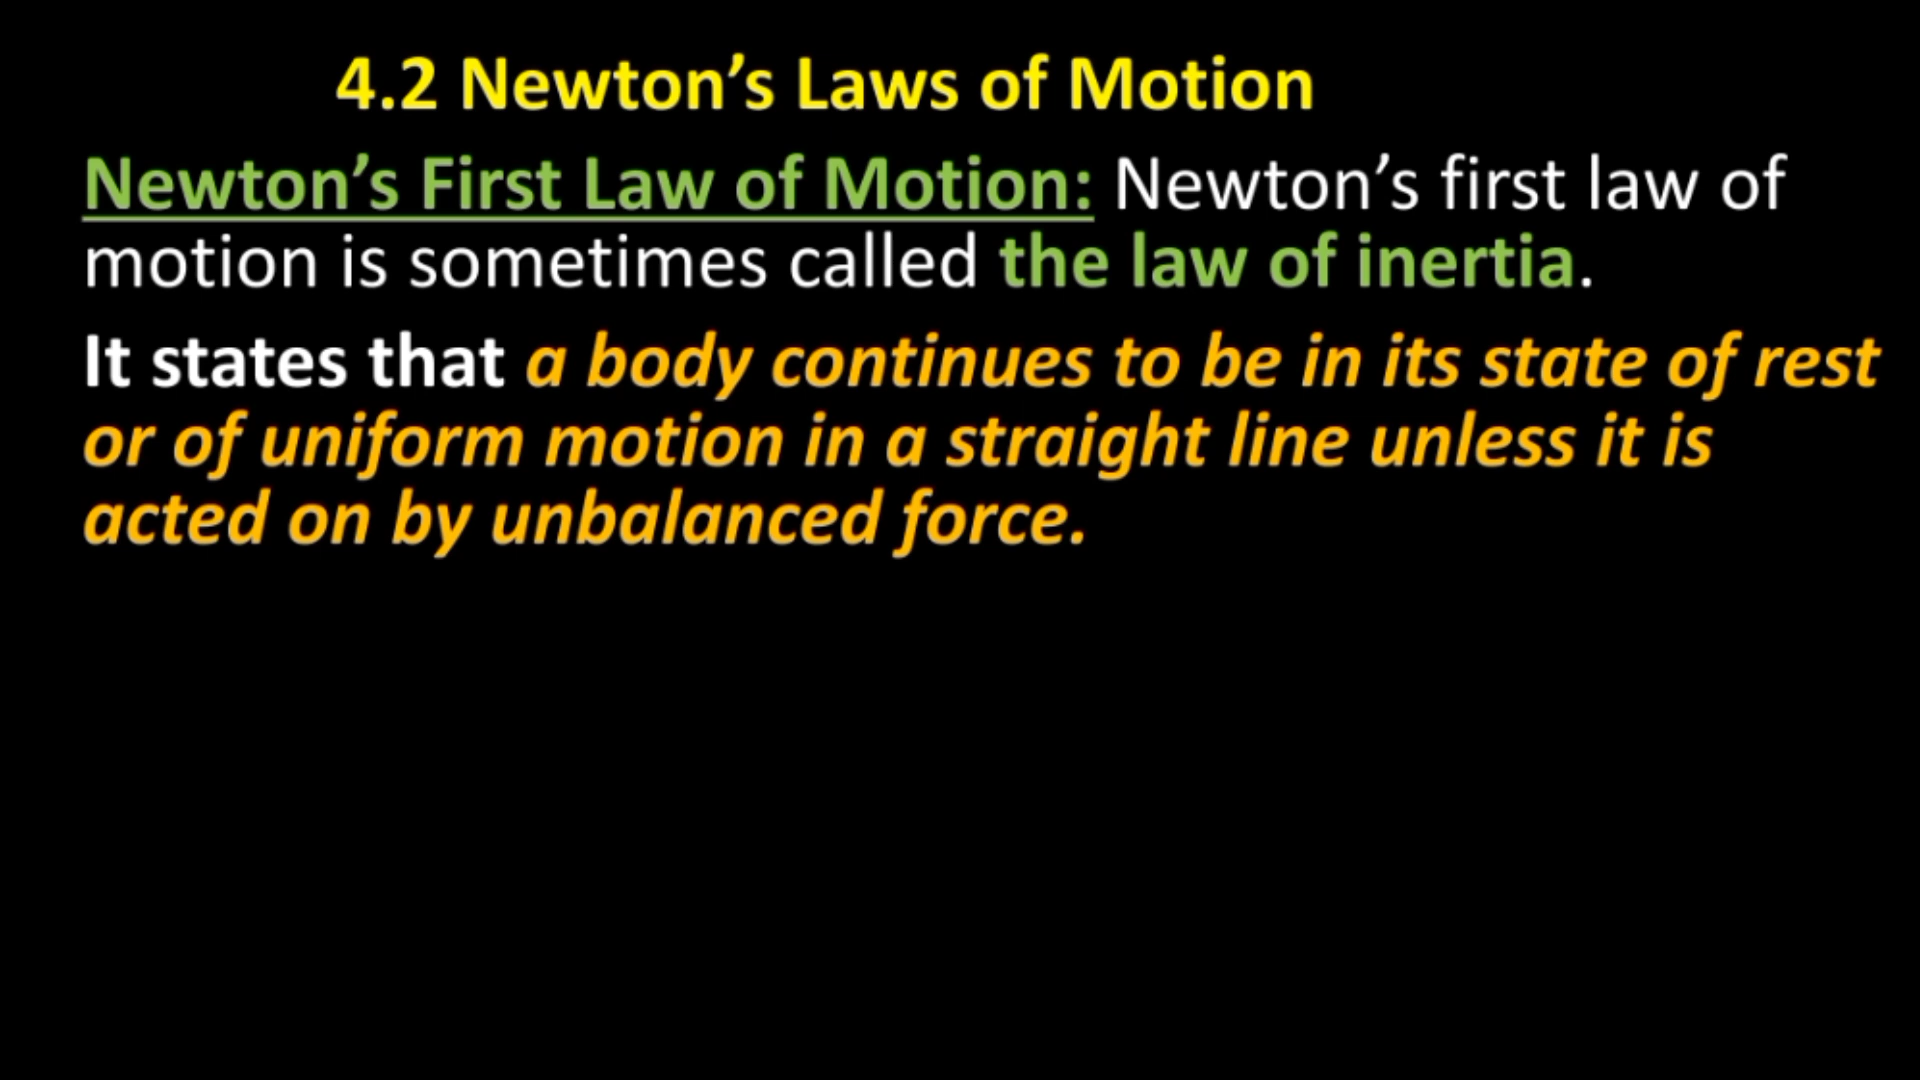 4.2 Newton’s Laws of Motion
Newton’s First Law of Motion: Newton’s first law of
motion is sometimes called the law of inertia.
It states that a body continues to be in its state of rest
or of uniform motion in a straight line unless it is
acted on by unbalanced force.